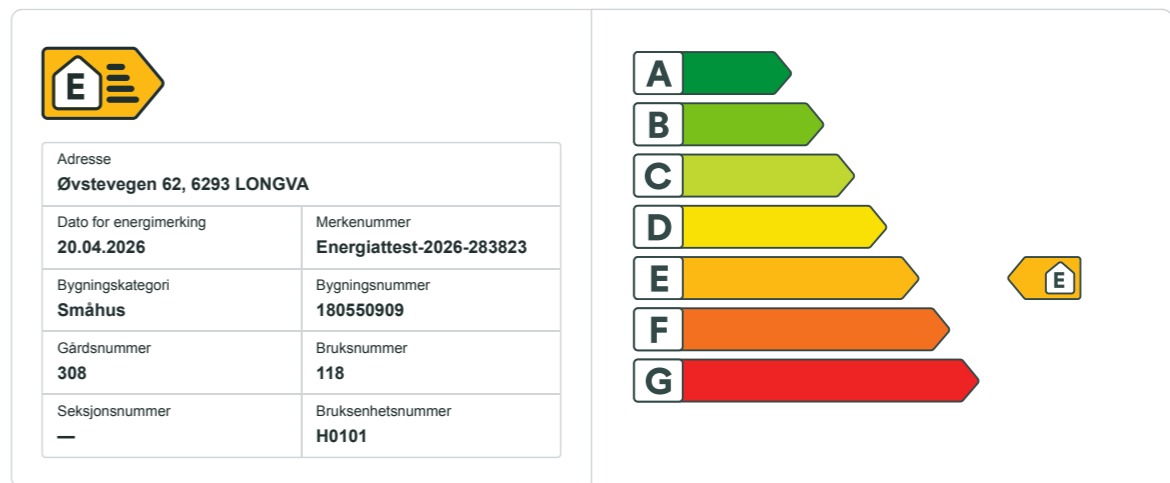 E
Adresse
Øvstevegen 62, 6293 LONGVA
Dato for energimerking
20.04.2026
Merkenummer
Energiattest-2026-283823
Bygningskategori
Småhus
Bygningsnummer
180550909
Gårdsnummer
308
Bruksnummer
118
Seksjonsnummer
—
Bruksenhetsnummer
H0101
A
B
C
D
E
E
F
G